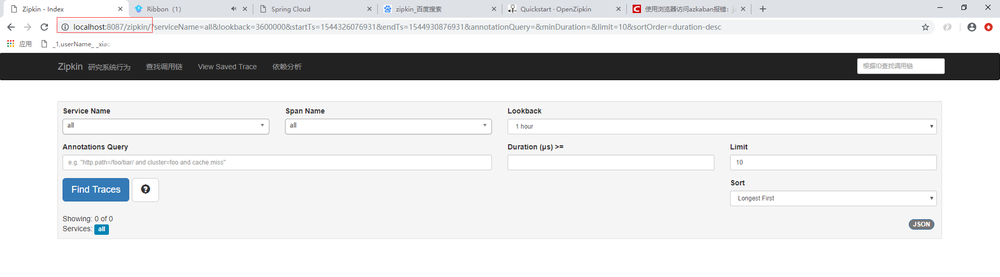 Zipkin - Index
Ribbon（1）
Spring Cloud
zipkin_百度搜索
Quickstart · OpenZipkin
使用浏览器访问azkaban报错：
localhost:8087/zipkin/?serviceName=all&lookback=3600000&startTs=1544326076931&endTs=1544930876931&annotationQuery=&minDuration=&limit=10&sortOrder=duration-desc
应用
_1,userName_ _xiao
Zipkin 研究系统行为
查找调用链
View Saved Trace
依赖分析
根据ID查找调用链
Service Name
Span Name
Lookback
all
all
1 hour
Annotations Query
Duration (μs) >=
Limit
e.g. "http.path=/foo/bar/ and cluster=foo and cache.miss"
10
Find Traces
?
Sort
Longest First
Showing: 0 of 0
Services: all
JSON